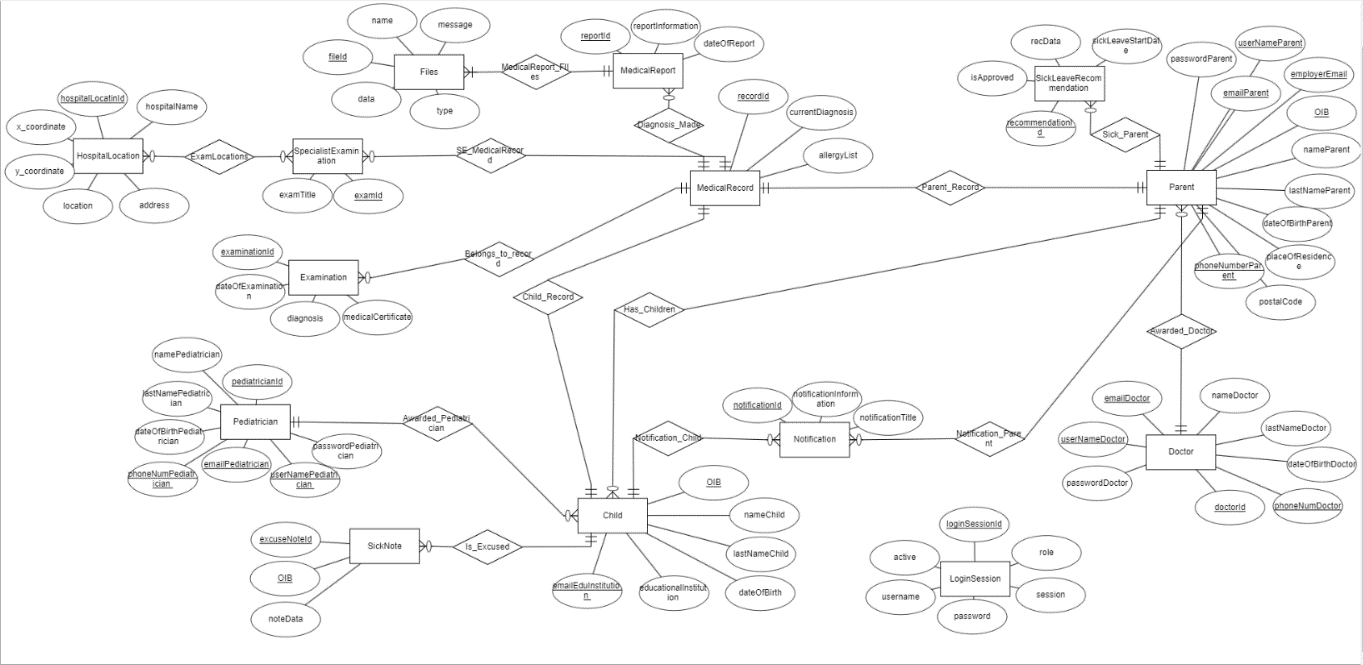 name
message
fileId
Files
data
type
MedicalReport_Fil
es
reportId
reportInformation
dateOfReport
MedicalReport
Diagnosis_Made
recData
sickLeaveStartDat
e
isApproved
SickLeaveRecom
mendation
recommendationI
d
Sick_Parent
passwordParent
userNameParent
emailParent
employerEmail
OIB
nameParent
lastNameParent
dateOfBirthParent
placeOfResidenc
e
postalCode
phoneNumberPar
ent
Parent
hospitalLocatinId
hospitalName
x_coordinate
HospitalLocation
y_coordinate
location
address
ExamLocations
SpecialistExamin
ation
examTitle
examId
SE_MedicalRecor
d
recordId
currentDiagnosis
allergyList
MedicalRecord
Parent_Record
examinationId
dateOfExaminatio
n
Examination
diagnosis
medicalCertificate
Belongs_to_recor
d
Child_Record
Has_Children
Awarded_Doctor
namePediatrician
pediatricianId
lastNamePediatric
ian
Pediatrician
dateOfBirthPediat
rician
passwordPediatri
cian
emailPediatrician
phoneNumPediatr
ician
userNamePediatri
cian
Awarded_Pediatri
cian
notificationId
notificationInform
ation
notificationTitle
Notification_Child
Notification
Notification_Pare
nt
emailDoctor
nameDoctor
userNameDoctor
lastNameDoctor
Doctor
dateOfBirthDoctor
passwordDoctor
doctorId
phoneNumDoctor
excuseNoteId
SickNote
OIB
noteData
Is_Excused
Child
OIB
nameChild
lastNameChild
dateOfBirth
emailEduInstitutio
n
educationalInstitut
ion
loginSessionId
active
role
LoginSession
username
session
password